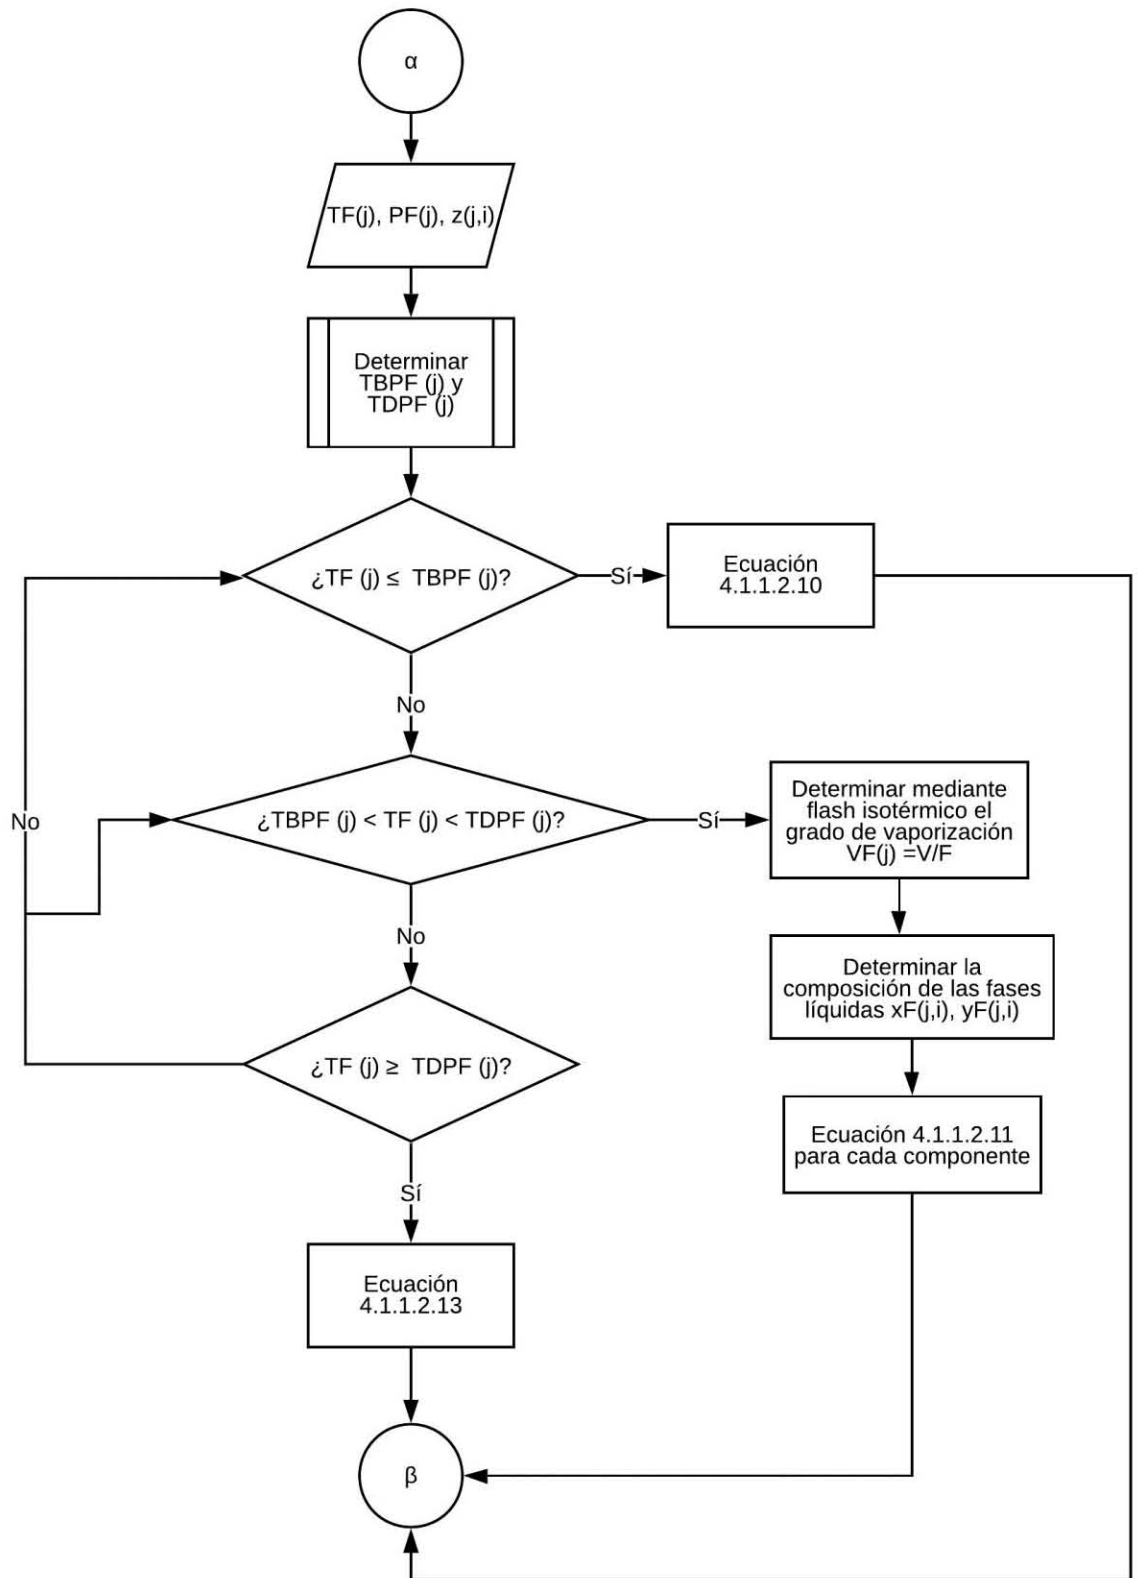 α
TF(j), PF(j), z(j,i)
Determinar
TBPF (j) y
TDPF (j)
¿TF (j) ≤ TBPF (j)?
Sí
Ecuación
4.1.1.2.10
No
¿TBPF (j) < TF (j) < TDPF (j)?
Sí
Determinar mediante
flash isotérmico el
grado de vaporización
VF(j) =V/F
No
No
Determinar la
composición de las fases
líquidas xF(j,i), yF(j,i)
¿TF (j) ≥ TDPF (j)?
Ecuación 4.1.1.2.11
para cada componente
Sí
Ecuación
4.1.1.2.13
β